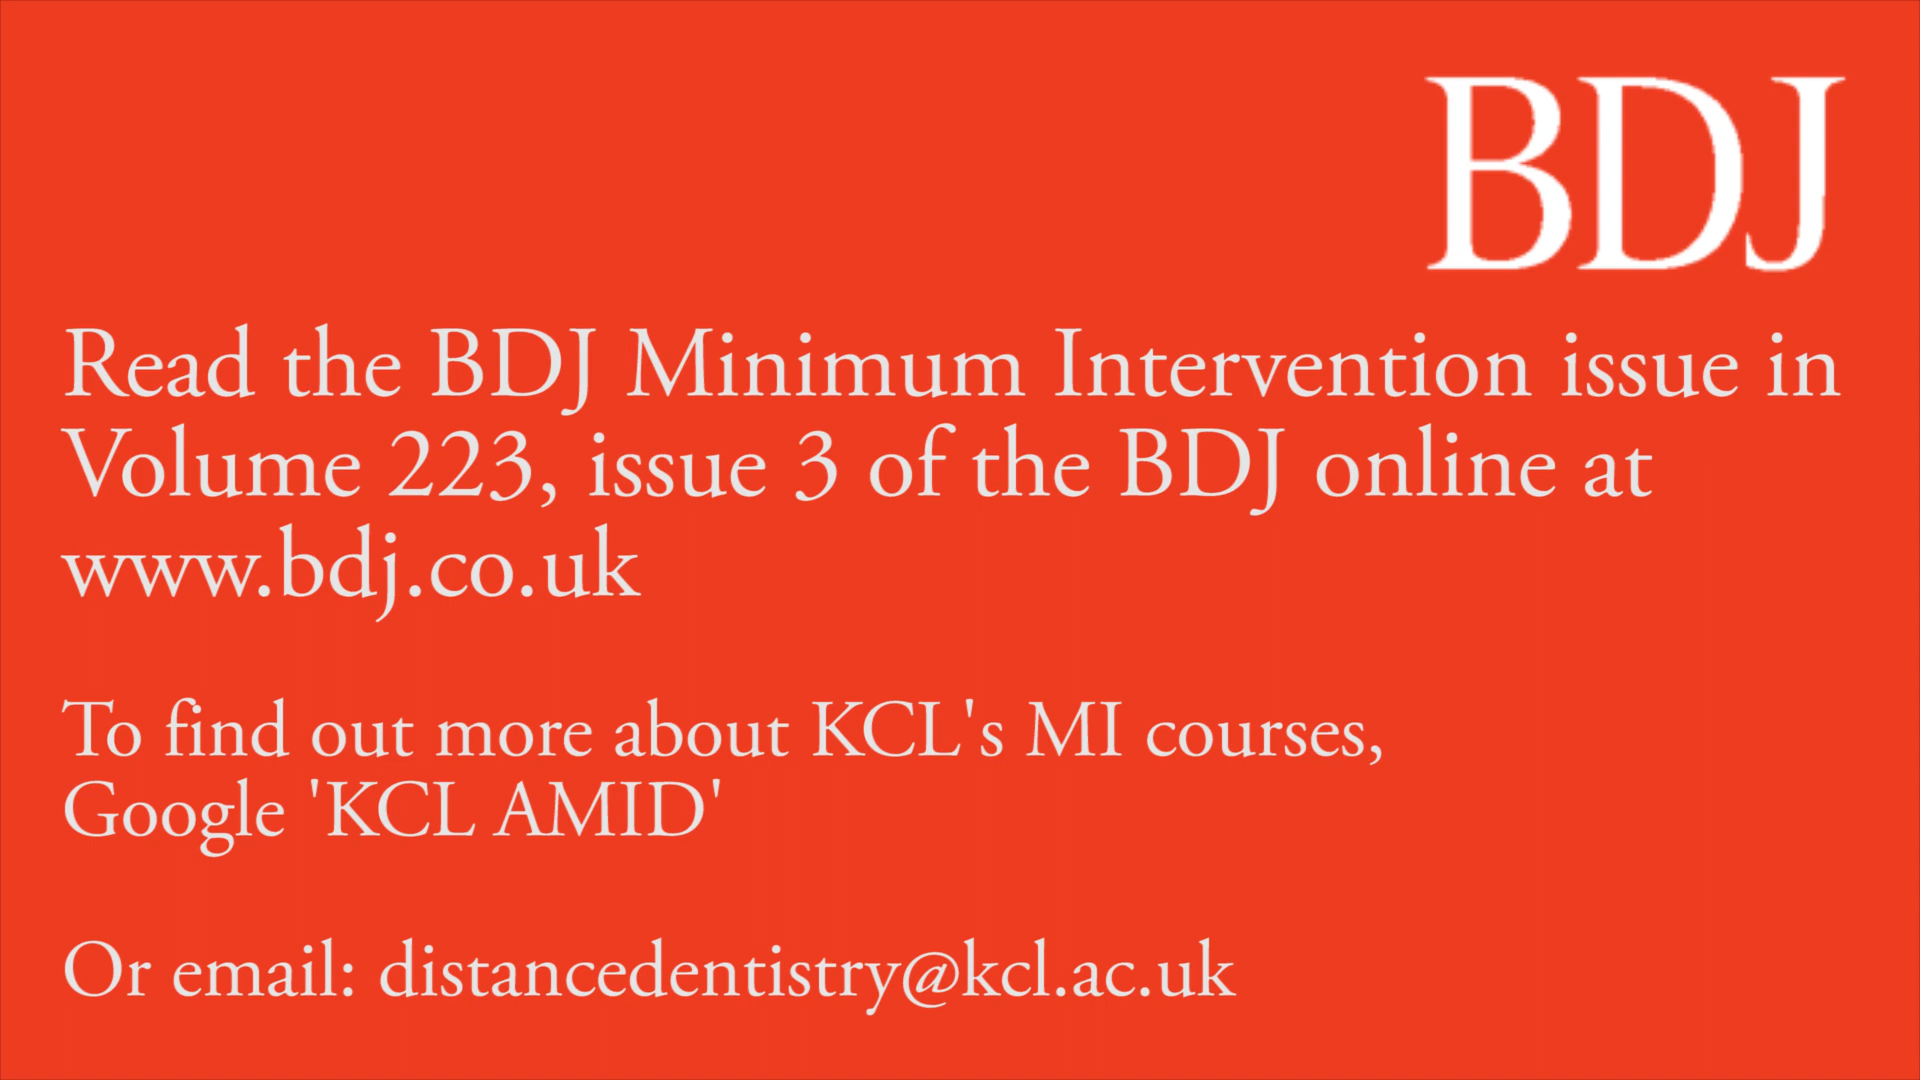 BDJ
Read the BDJ Minimum Intervention issue in
Volume 223, issue 3 of the BDJ online at
www.bdj.co.uk
To find out more about KCL's MI courses,
Google 'KCL AMID'
Or email: distancedentistry@kcl.ac.uk